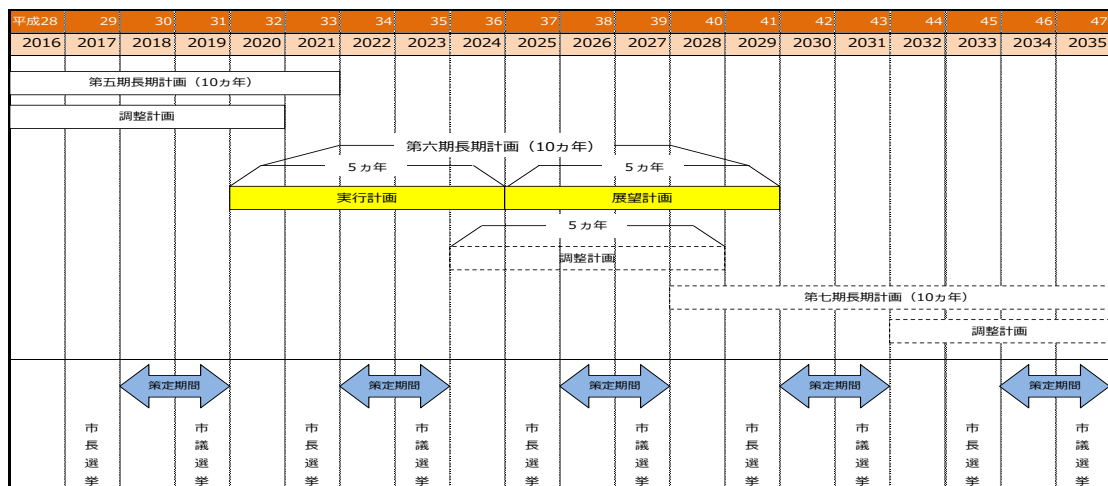 平成28 29 30 31 32 33 34 35 36 37 38 39 40 41 42 43 44 45 46 47
2016 2017 2018 2019 2020 2021 2022 2023 2024 2025 2026 2027 2028 2029 2030 2031 2032 2033 2034 2035
第五期長期計画（10ヵ年）
調整計画
第六期長期計画（10ヵ年）
5ヵ年 5ヵ年
実行計画 展望計画
5ヵ年
調整計画
第七期長期計画（10ヵ年）
調整計画
策定期間 策定期間 策定期間 策定期間 策定期間
市長選挙 市議選挙 市長選挙 市議選挙 市長選挙 市議選挙 市長選挙 市議選挙 市長選挙 市議選挙